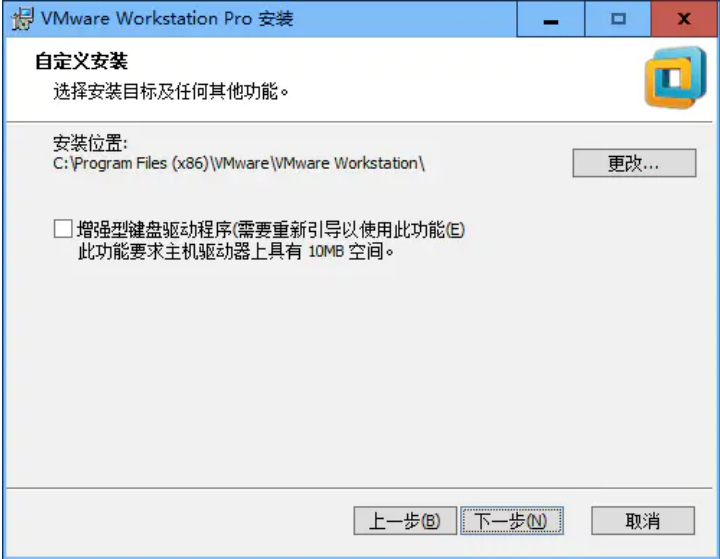 VMware Workstation Pro 安装
自定义安装
选择安装目标及任何其他功能。
安装位置:
C:\Program Files (x86)\VMware\VMware Workstation\
更改...
增强型键盘驱动程序(需要重新引导以使用此功能(E)
此功能要求主机驱动器上具有 10MB 空间。
上一步(B) 下一步(N) 取消